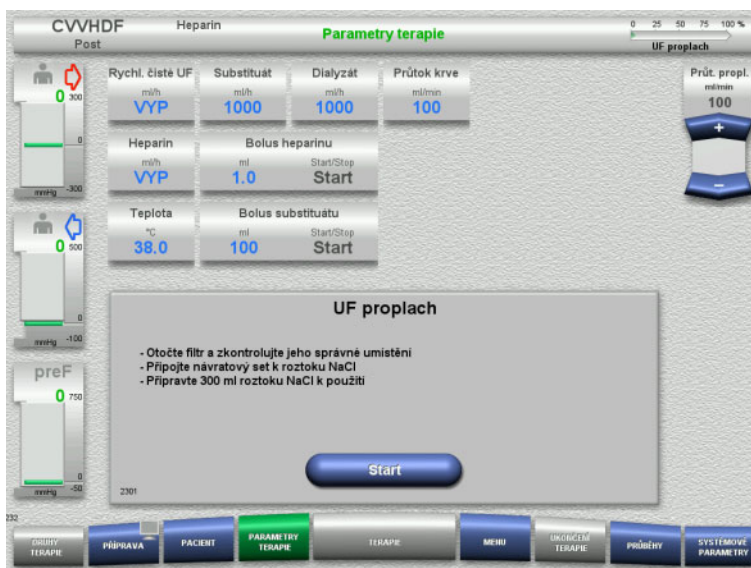 CVVHDF
Post
Heparin
Parametry terapie
0 25 50 75 100 %
UF proplach
0
300
0
mmHg
-300
0
500
0
mmHg
-100
preF
0
750
0
mmHg
-50
Rychl. čisté UF
ml/h
VYP
Substituát
ml/h
1000
Dialyzát
ml/h
1000
Průtok krve
ml/min
100
Heparin
ml/h
VYP
Bolus heparinu
ml
1.0
Start/Stop
Start
Teplota
°C
38.0
Bolus substituátu
ml
100
Start/Stop
Start
Průt. propl.
ml/min
100
+
–
UF proplach
- Otočte filtr a zkontrolujte jeho správné umístění
- Připojte návratový set k roztoku NaCl
- Připravte 300 ml roztoku NaCl k použití
Start
2301
232
DRUHY
TERAPIE
PŘÍPRAVA
PACIENT
PARAMETRY
TERAPIE
TERAPIE
MENU
UKONČENÍ
TERAPIE
PRŮBĚHY
SYSTÉMOVÉ
PARAMETRY